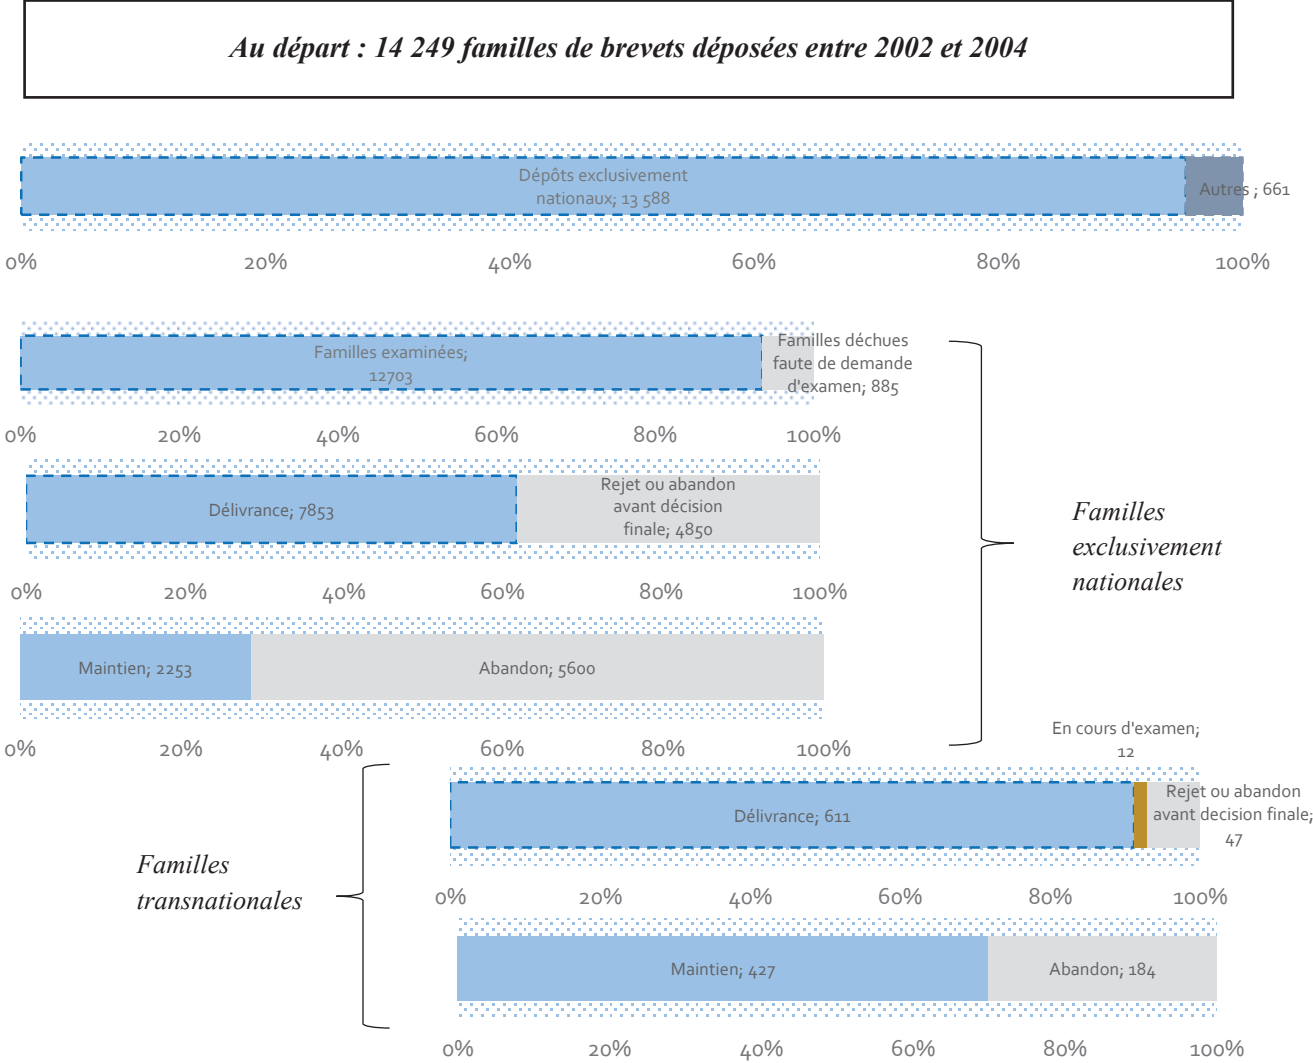 Au départ : 14 249 familles de brevets déposées entre 2002 et 2004
Dépôts exclusivement
nationaux; 13 588
Autres ; 661
0% 20% 40% 60% 80% 100%
Familles examinées;
12703
Familles déchues
faute de demande
d'examen; 885
0% 20% 40% 60% 80% 100%
Délivrance; 7853
Rejet ou abandon
avant décision
finale; 4850
0% 20% 40% 60% 80% 100%
Maintien; 2253
Abandon; 5600
0% 20% 40% 60% 80% 100%
Familles
exclusivement
nationales
En cours d'examen;
12
Délivrance; 611
Rejet ou abandon
avant decision finale;
47
0% 20% 40% 60% 80% 100%
Familles
transnationales
Maintien; 427
Abandon; 184
0% 20% 40% 60% 80% 100%